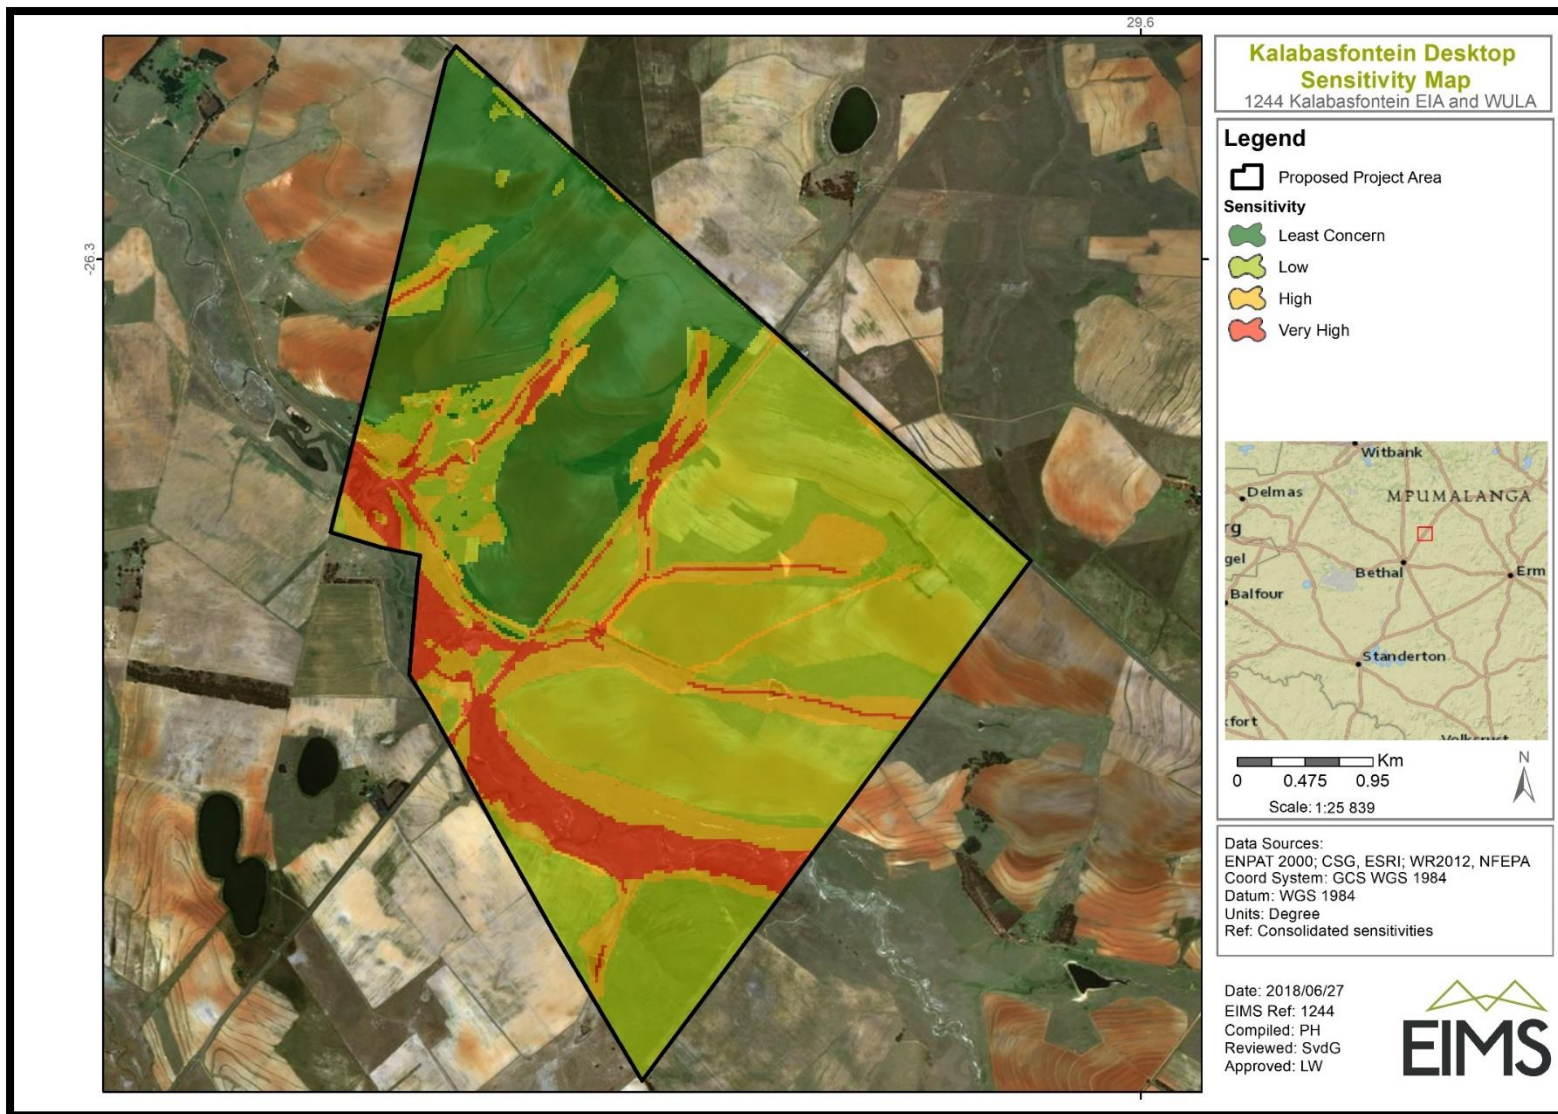 29.6
-26.3
Kalabasfontein Desktop
Sensitivity Map
1244 Kalabasfontein EIA and WULA
Legend
Proposed Project Area
Sensitivity
Least Concern
Low
High
Very High
Witbank
Delmas
MPUMALANGA
rg
gel
Bethal
Erm
Balfour
Standerton
kfort
Volksrust
Km
0 0.475 0.95
N
Scale: 1:25 839
Data Sources:
ENPAT 2000; CSG, ESRI; WR2012, NFEPA
Coord System: GCS WGS 1984
Datum: WGS 1984
Units: Degree
Ref: Consolidated sensitivities
Date: 2018/06/27
EIMS Ref: 1244
Compiled: PH
Reviewed: SvdG
Approved: LW
EIMS